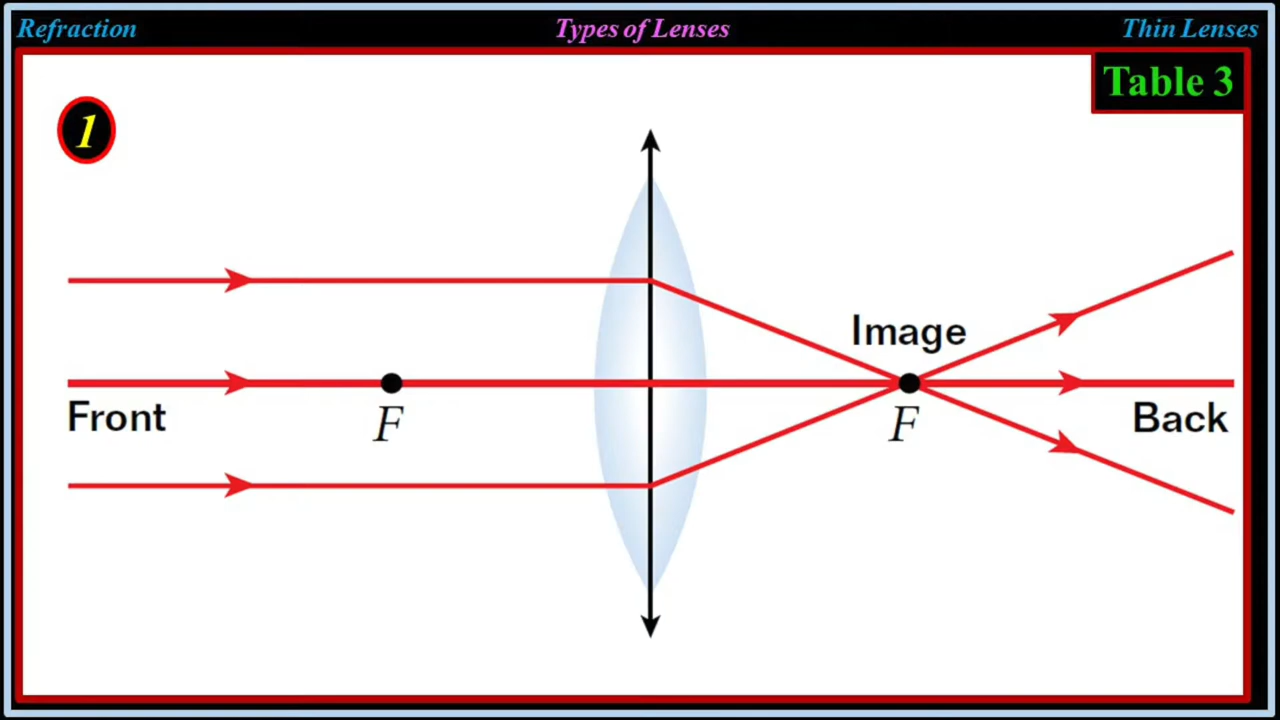 Refraction
Types of Lenses
Thin Lenses
Table 3
1
Image
Front
F
F
Back